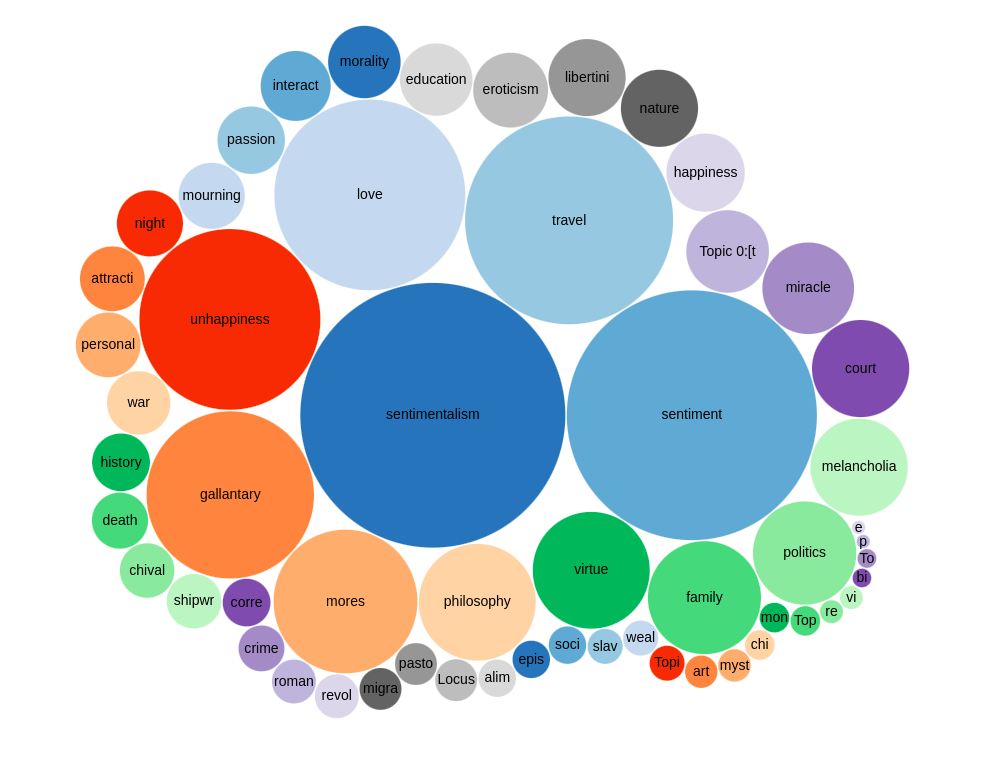 morality
libertini
education
interact
eroticism
nature
passion
happiness
mourning
love
travel
night
Topic 0:[t
attracti
miracle
unhappiness
personal
court
war
sentimentalism
sentiment
history
melancholia
gallantary
death
e
p
politics
To
chival
virtue
bi
shipwr
corre
mores
philosophy
family
vi
re
mon
Top
weal
crime
soci
slav
chi
pasto
epis
Topi
myst
art
roman
Locus
alim
revol
migra